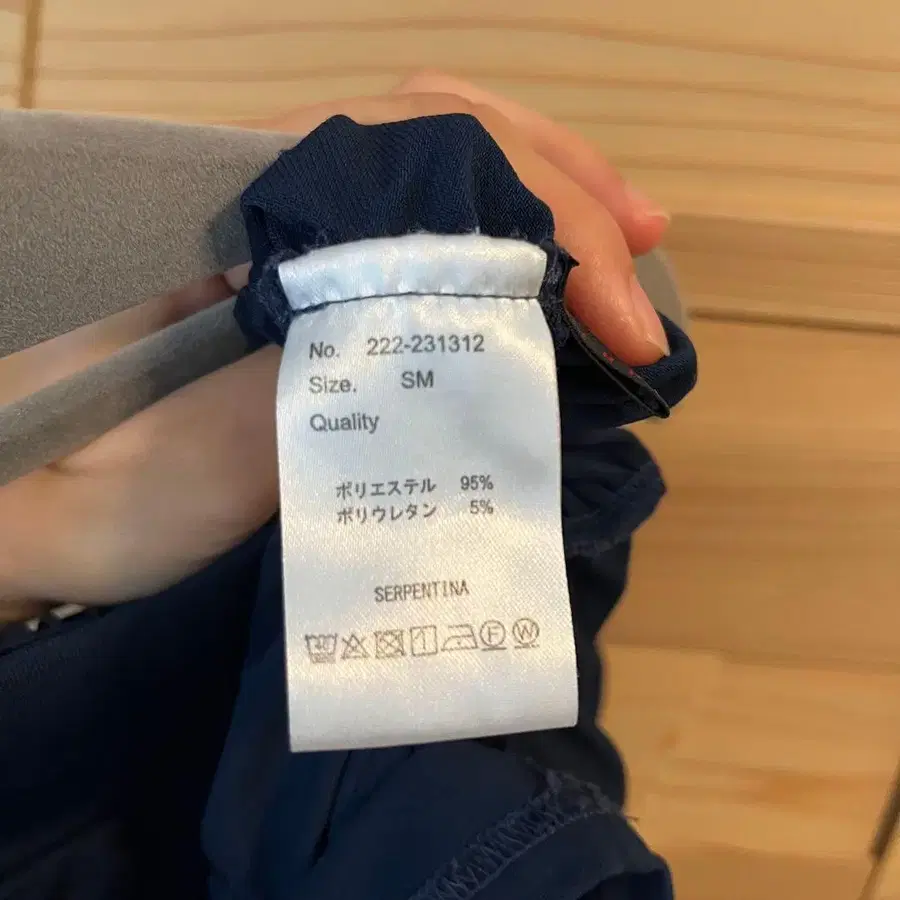 No. 222-231312
Size. SM
Quality
ポリエステル 95%
ポリウレタン 5%
SERPENTINA
40 F W